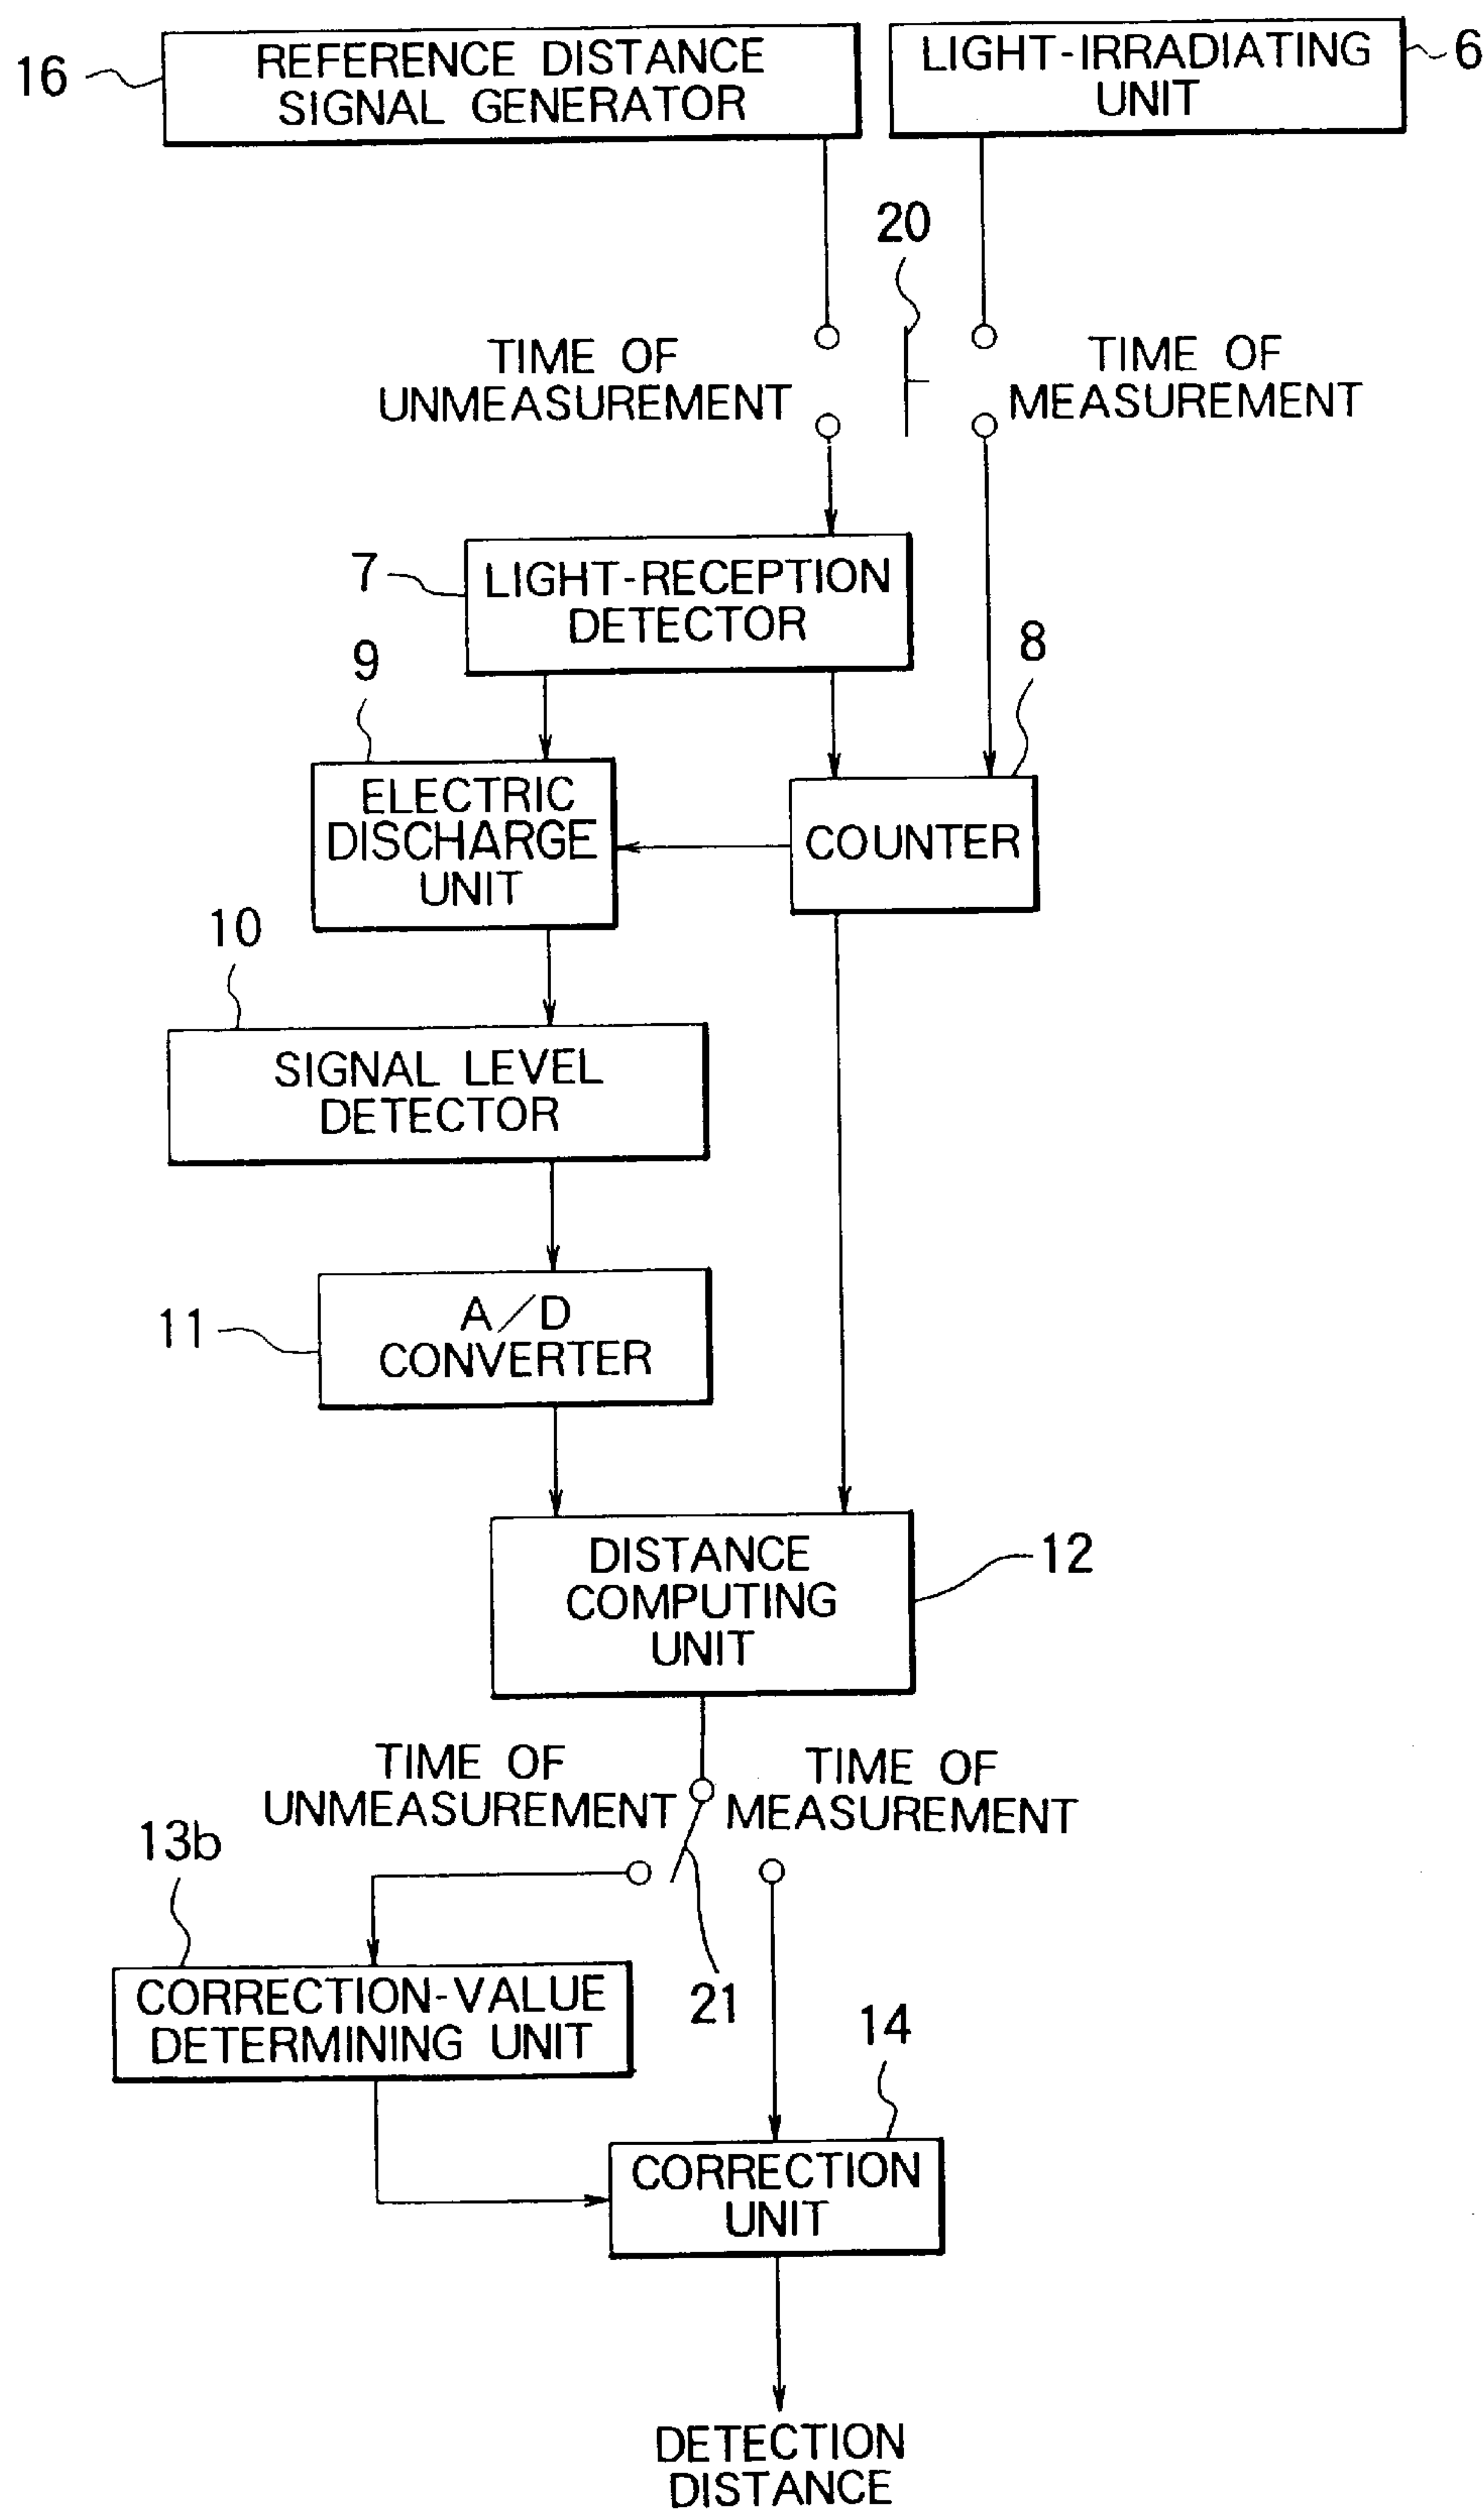 16
REFERENCE DISTANCE
SIGNAL GENERATOR
LIGHT-IRRADIATING
UNIT
6
20
TIME OF
UNMEASUREMENT
TIME OF
MEASUREMENT
7
LIGHT-RECEPTION
DETECTOR
8
9
ELECTRIC
DISCHARGE
UNIT
COUNTER
10
SIGNAL LEVEL
DETECTOR
11
A/D
CONVERTER
DISTANCE
COMPUTING
UNIT
12
TIME OF
UNMEASUREMENT
TIME OF
MEASUREMENT
13b
CORRECTION-VALUE
DETERMINING UNIT
21
14
CORRECTION
UNIT
DETECTION
DISTANCE